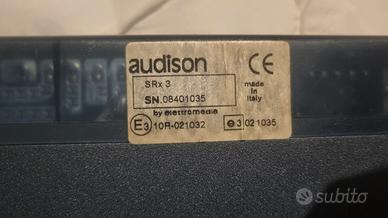 audison
CE
SRx 3
SN.08401035
made
in
Italy
by elettromedia
E3 10R-021032
e3 021035
subito